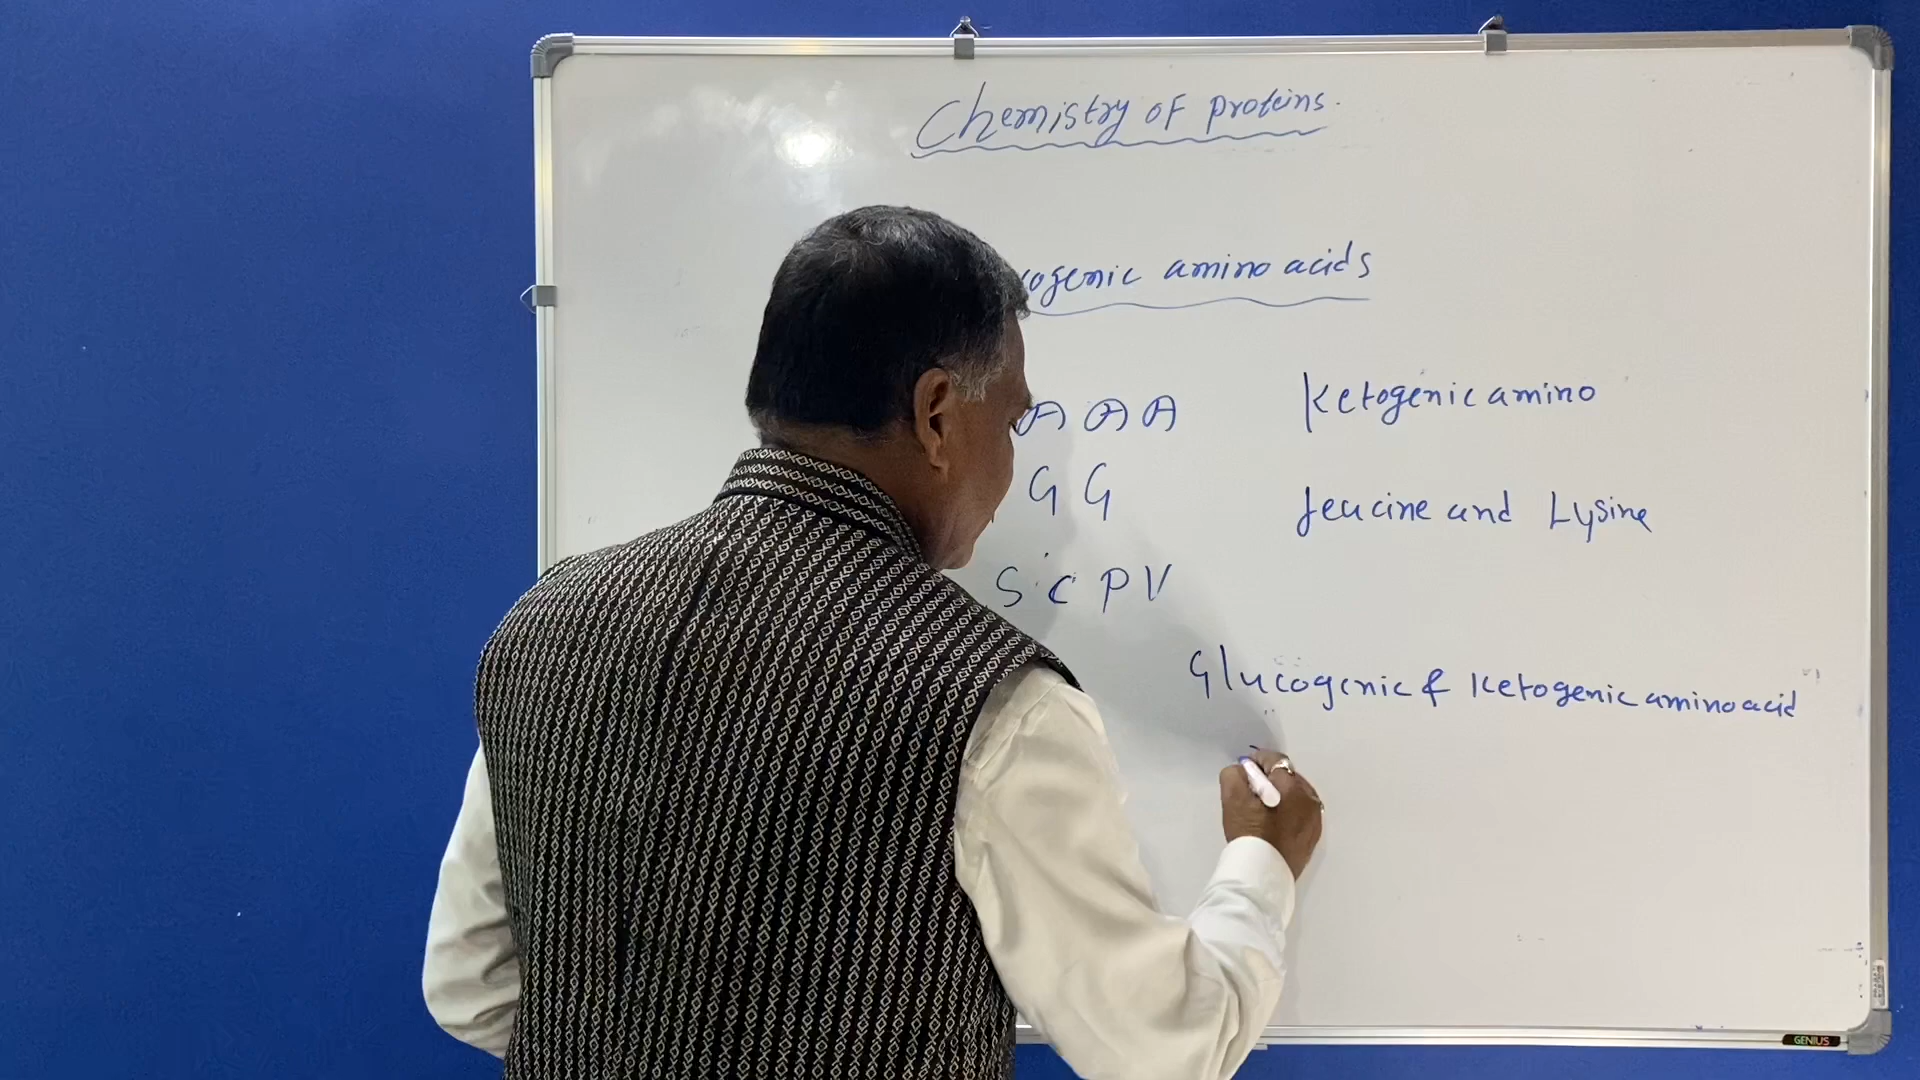 Chemistry of proteins.
ogenic amino acids
A A A
Ketogenic amino
G G
Leucine and Lysine
S C P V
Glucogenic & Ketogenic amino acid
GENIUS